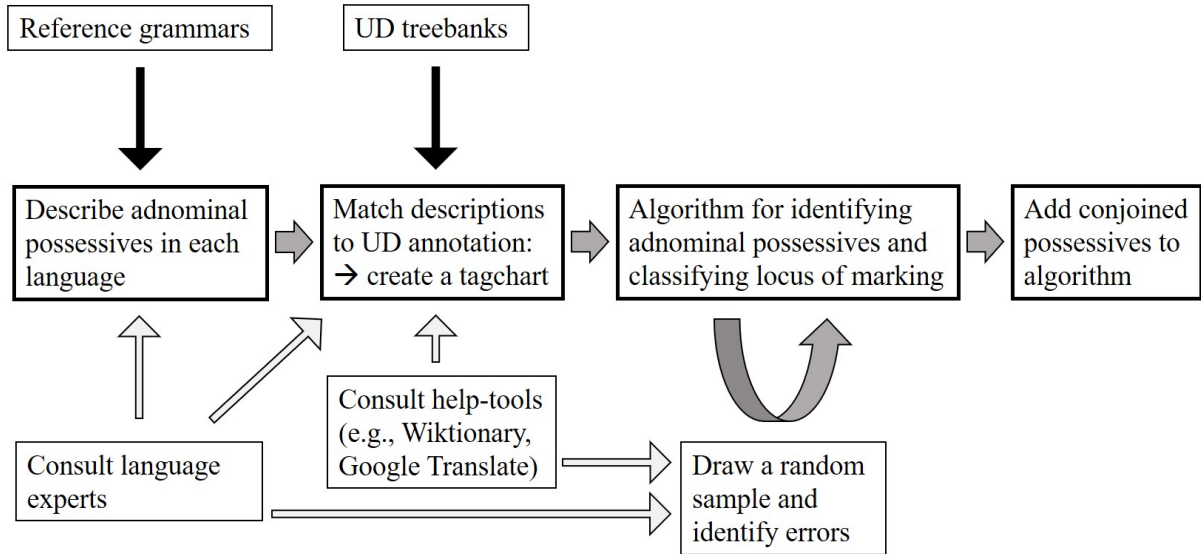 Reference grammars
UD treebanks
Describe adnominal
possessives in each
language
Match descriptions
to UD annotation:
→ create a tagchart
Algorithm for identifying
adnominal possessives and
classifying locus of marking
Add conjoined
possessives to
algorithm
Consult help-tools
(e.g., Wiktionary,
Google Translate)
Consult language
experts
Draw a random
sample and
identify errors